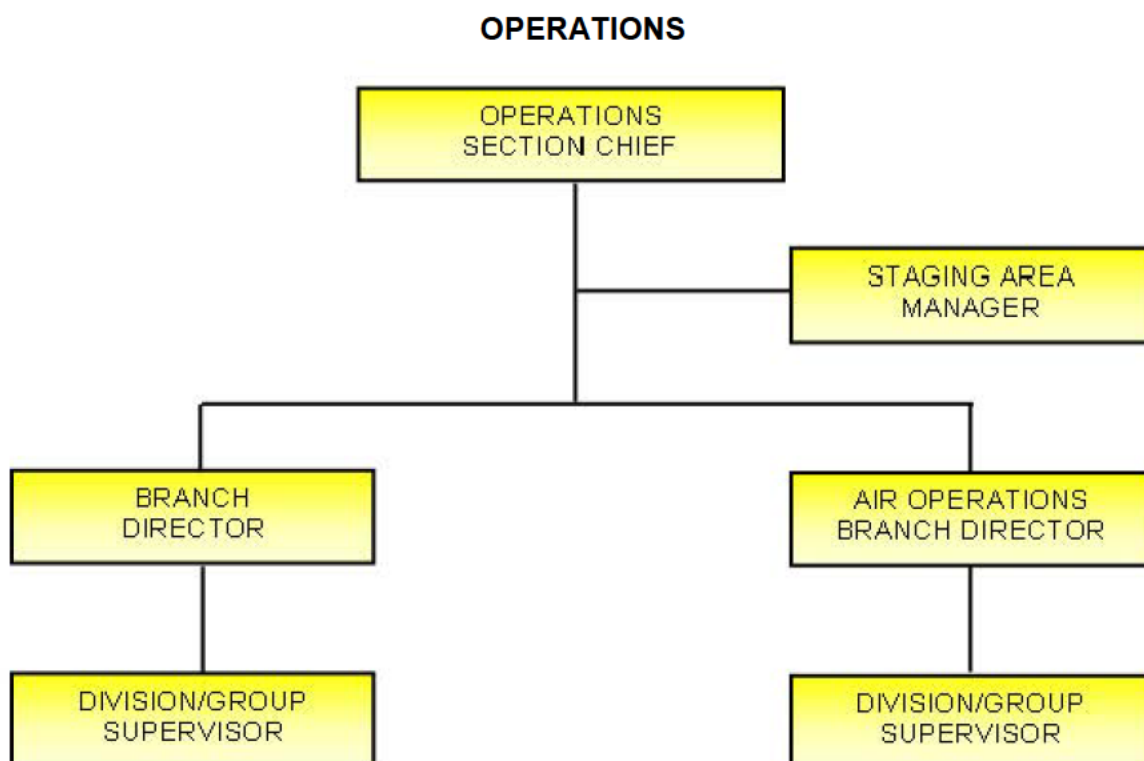 OPERATIONS
OPERATIONS
SECTION CHIEF
STAGING AREA
MANAGER
BRANCH
DIRECTOR
AIR OPERATIONS
BRANCH DIRECTOR
DIVISION/GROUP
SUPERVISOR
DIVISION/GROUP
SUPERVISOR